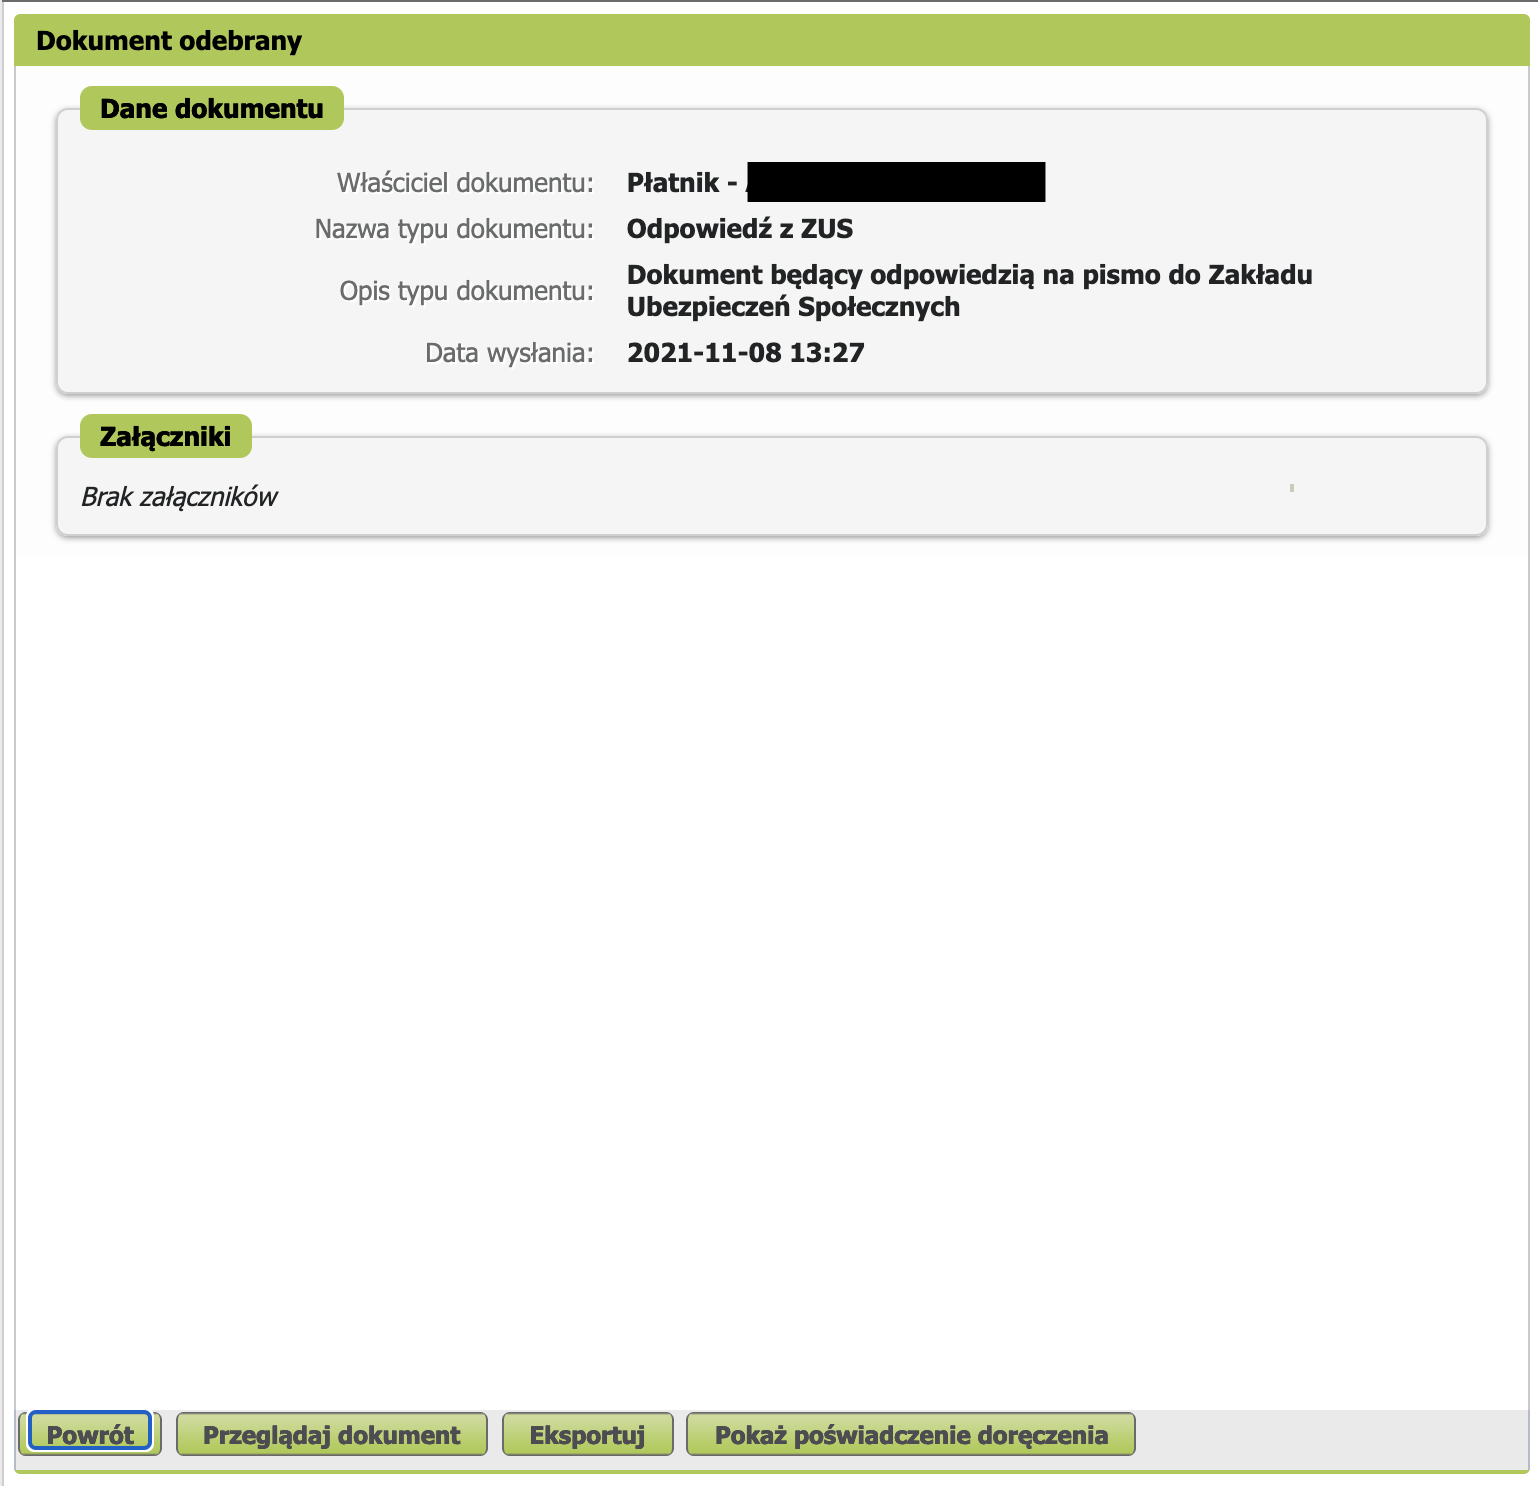 Dokument odebrany
Dane dokumentu
Właściciel dokumentu: Płatnik -
Nazwa typu dokumentu: Odpowiedź z ZUS
Opis typu dokumentu: Dokument będący odpowiedzią na pismo do Zakładu
Ubezpieczeń Społecznych
Data wysłania: 2021-11-08 13:27
Załączniki
Brak załączników
Powrót Przeglądaj dokument Eksportuj Pokaż poświadczenie doręczenia